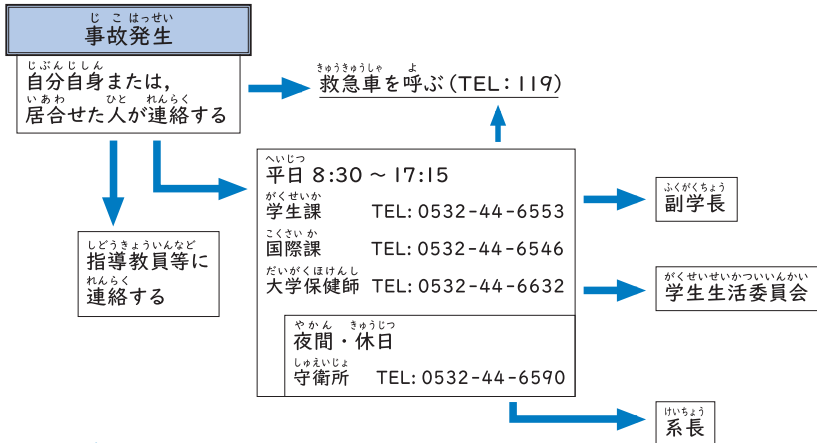 じこはっせい
事故発生
じぶんじしん
自分自身または，
いあわ ひと れんらく
居合せた人が連絡する
きゅうきゅうしゃ よ
救急車を呼ぶ（TEL：119）
へいじつ
平日 8:30 ～ 17:15
がくせいか
学生課 TEL: 0532-44-6553
こくさいか
国際課 TEL: 0532-44-6546
だいがくほけんし
大学保健師 TEL: 0532-44-6632
やかん きゅうじつ
夜間・休日
しゅえいじょ
守衛所 TEL: 0532-44-6590
しどうきょういんなど
指導教員等に
れんらく
連絡する
ふくがくちょう
副学長
がくせいせいかついいんかい
学生生活委員会
けいちょう
系長